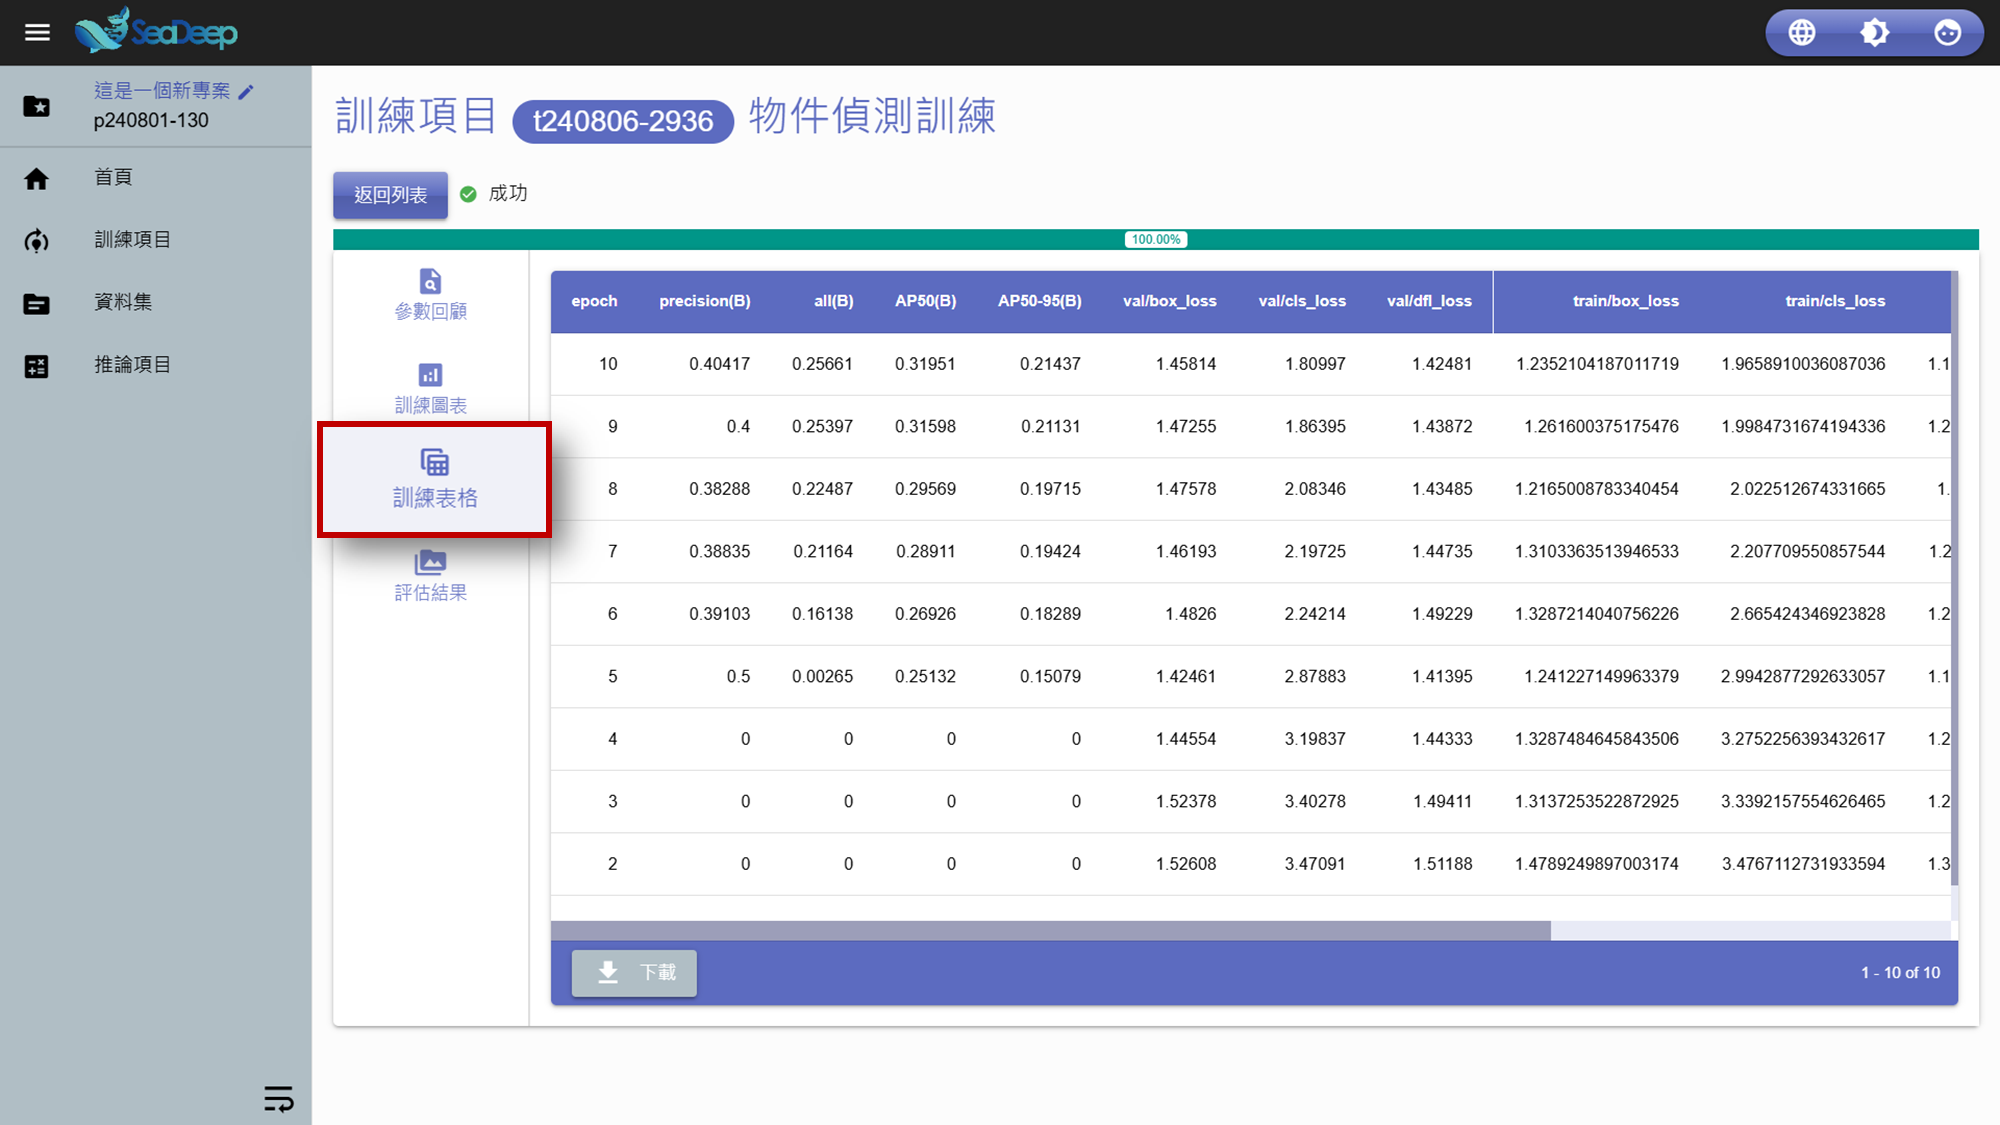 SeaDeep
這是一個新專案
p240801-130
首頁
訓練項目
資料集
推論項目
訓練項目 t240806-2936 物件偵測訓練
返回列表 成功
100.00%
參數回顧
訓練圖表
訓練表格
評估結果
epoch precision(B) all(B) AP50(B) AP50-95(B) val/box_loss val/cls_loss val/dfl_loss train/box_loss train/cls_loss
10 0.40417 0.25661 0.31951 0.21437 1.45814 1.80997 1.42481 1.2352104187011719 1.9658910036087036 1.1
9 0.4 0.25397 0.31598 0.21131 1.47255 1.86395 1.43872 1.261600375175476 1.9984731674194336 1.2
8 0.38288 0.22487 0.29569 0.19715 1.47578 2.08346 1.43485 1.2165008783340454 2.022512674331665 1.
7 0.38835 0.21164 0.28911 0.19424 1.46193 2.19725 1.44735 1.3103363513946533 2.207709550857544 1.2
6 0.39103 0.16138 0.26926 0.18289 1.4826 2.24214 1.49229 1.3287214040756226 2.665424346923828 1.2
5 0.5 0.00265 0.25132 0.15079 1.42461 2.87883 1.41395 1.241227149963379 2.9942877292633057 1.1
4 0 0 0 0 1.44554 3.19837 1.44333 1.3287484645843506 3.2752256393432617 1.2
3 0 0 0 0 1.52378 3.40278 1.49411 1.3137253522872925 3.3392157554626465 1.2
2 0 0 0 0 1.52608 3.47091 1.51188 1.4789249897003174 3.4767112731933594 1.3
下載 1 - 10 of 10